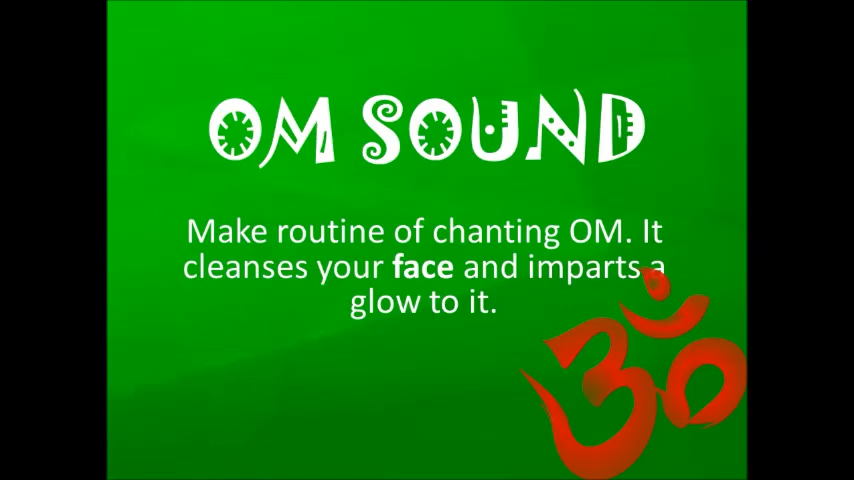 OM SOUND
Make routine of chanting OM. It
cleanses your face and imparts a
glow to it.
ॐ